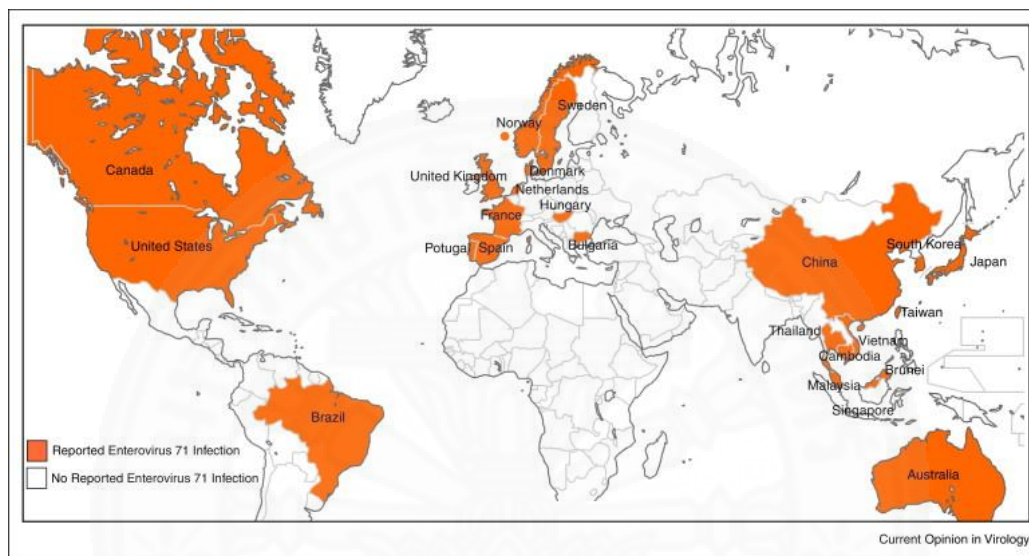 Sweden
Norway
Canada
United Kingdom
Denmark
Netherlands
Hungary
France
United States
Potugal
Spain
Bulgaria
China
South Korea
Japan
Taiwan
Thailand
Vietnam
Cambodia
Brunei
Malaysia
Singapore
Brazil
Reported Enterovirus 71 Infection
No Reported Enterovirus 71 Infection
Australia
Current Opinion in Virology